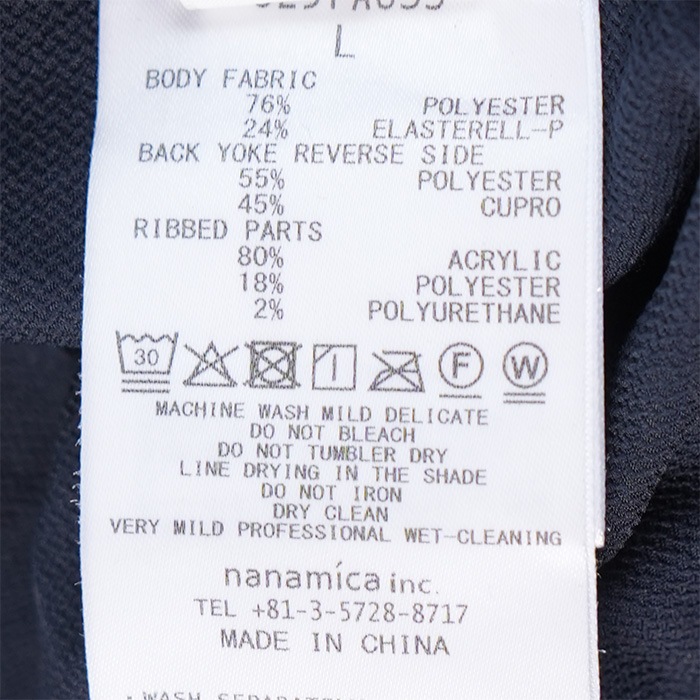 L
BODY FABRIC
76% POLYESTER
24% ELASTERELL-P
BACK YOKE REVERSE SIDE
55% POLYESTER
45% CUPRO
RIBBED PARTS
80% ACRYLIC
18% POLYESTER
2% POLYURETHANE
30 F W
MACHINE WASH MILD DELICATE
DO NOT BLEACH
DO NOT TUMBLER DRY
LINE DRYING IN THE SHADE
DO NOT IRON
DRY CLEAN
VERY MILD PROFESSIONAL WET-CLEANING
nanamica inc.
TEL +81-3-5728-8717
MADE IN CHINA